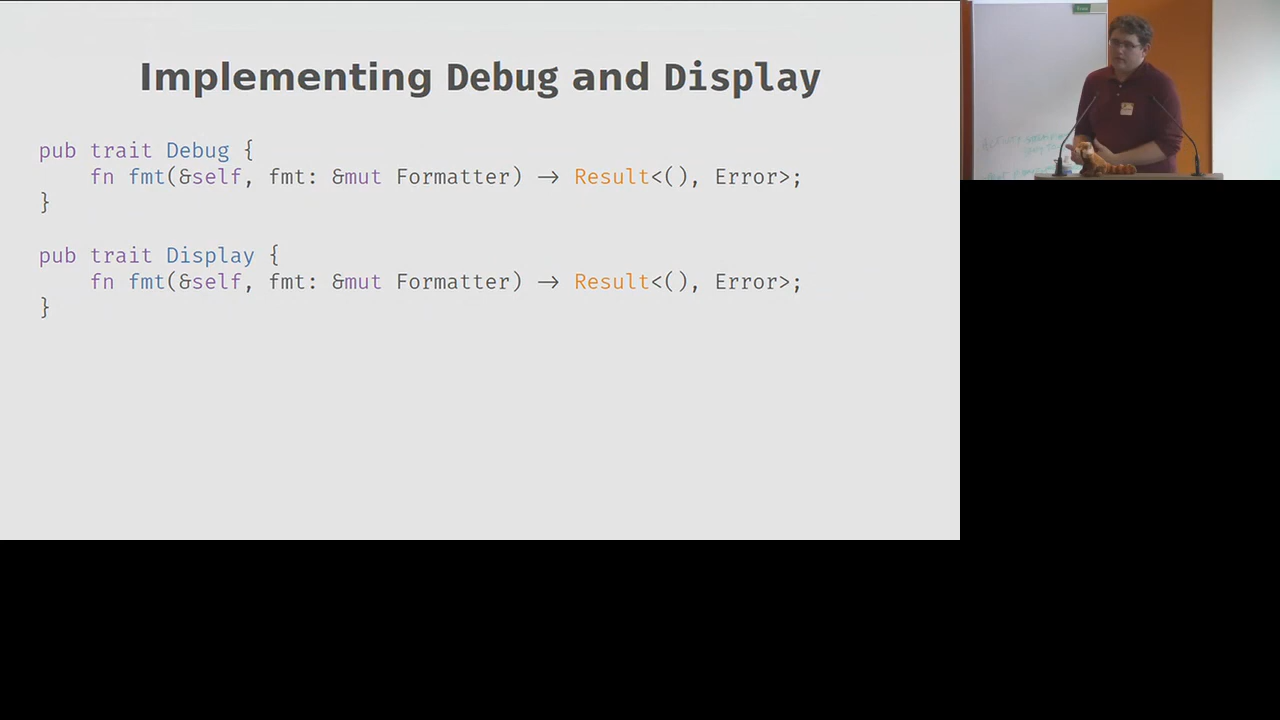 Implementing Debug and Display
pub trait Debug {
    fn fmt(&self, fmt: &mut Formatter) -> Result<(), Error>;
}
pub trait Display {
    fn fmt(&self, fmt: &mut Formatter) -> Result<(), Error>;
}